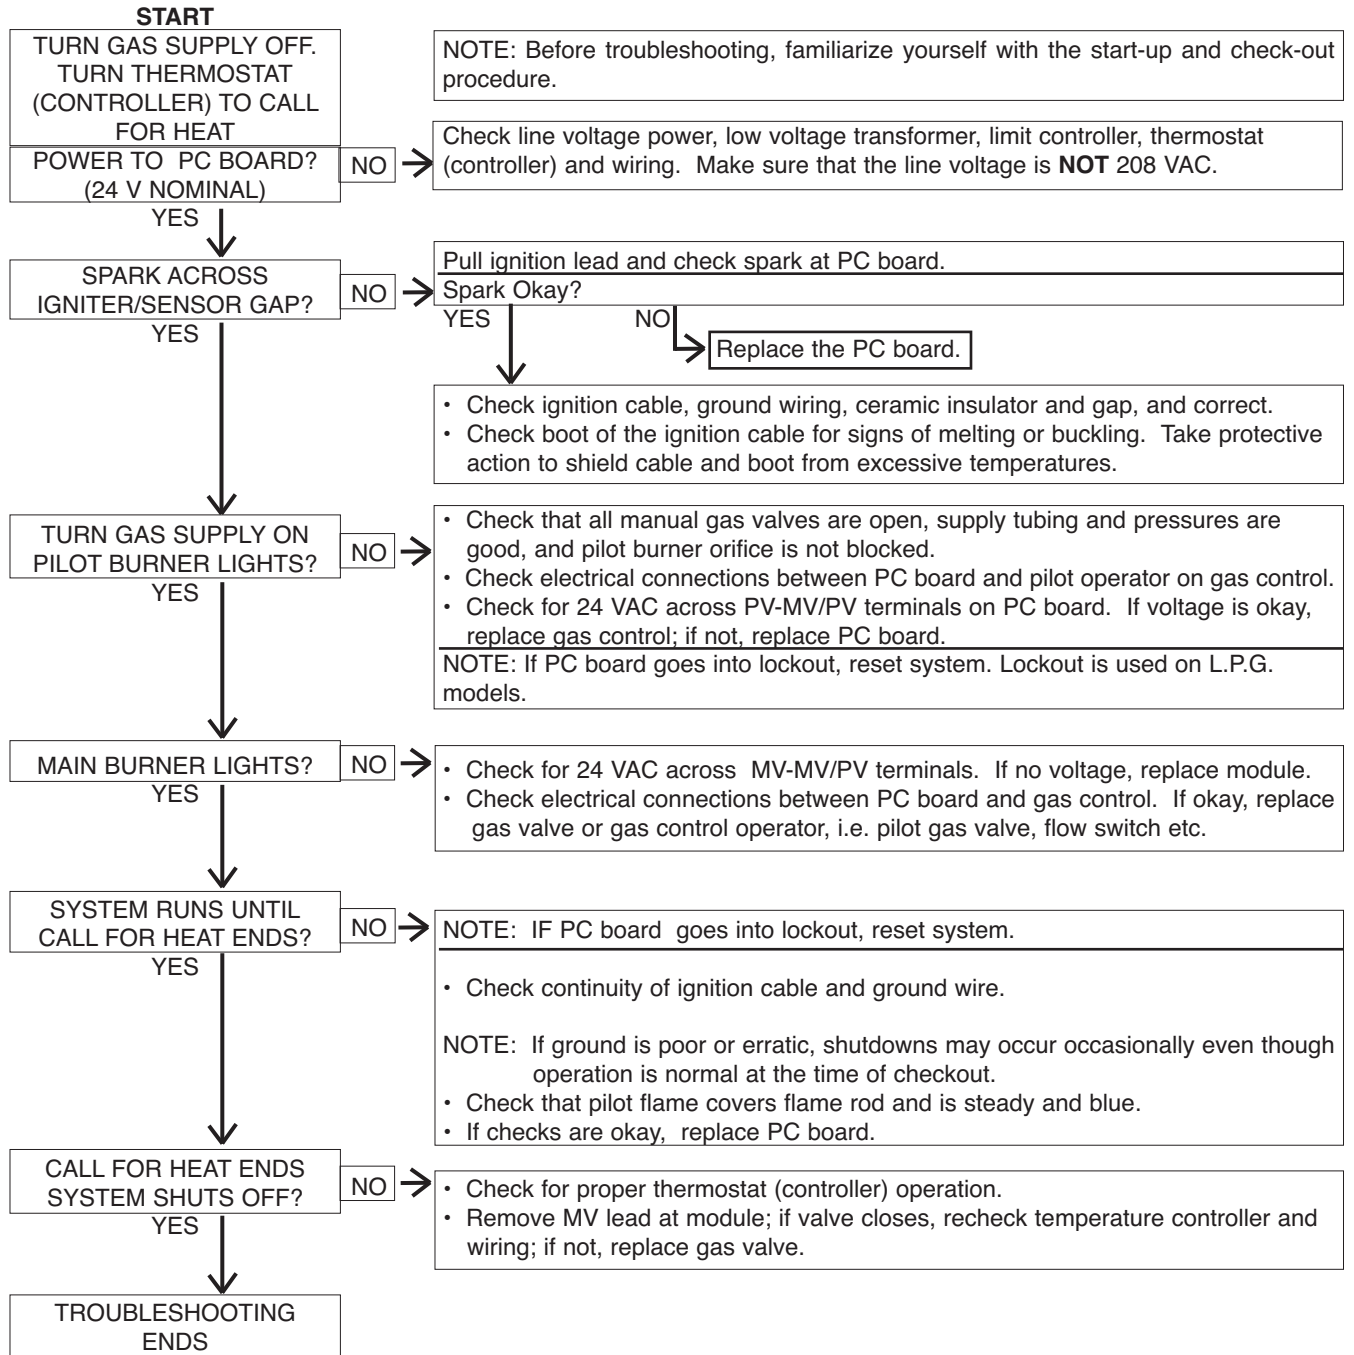 START
TURN GAS SUPPLY OFF.
TURN THERMOSTAT
(CONTROLLER) TO CALL
FOR HEAT
NOTE: Before troubleshooting, familiarize yourself with the start-up and check-out
procedure.
POWER TO PC BOARD?
(24 V NOMINAL)
NO
Check line voltage power, low voltage transformer, limit controller, thermostat
(controller) and wiring. Make sure that the line voltage is NOT 208 VAC.
YES
SPARK ACROSS
IGNITER/SENSOR GAP?
NO
Pull ignition lead and check spark at PC board.
Spark Okay?
YES
NO
Replace the PC board.
• Check ignition cable, ground wiring, ceramic insulator and gap, and correct.
• Check boot of the ignition cable for signs of melting or buckling. Take protective
action to shield cable and boot from excessive temperatures.
YES
TURN GAS SUPPLY ON
PILOT BURNER LIGHTS?
NO
• Check that all manual gas valves are open, supply tubing and pressures are
good, and pilot burner orifice is not blocked.
• Check electrical connections between PC board and pilot operator on gas control.
• Check for 24 VAC across PV-MV/PV terminals on PC board. If voltage is okay,
replace gas control; if not, replace PC board.
NOTE: If PC board goes into lockout, reset system. Lockout is used on L.P.G.
models.
YES
MAIN BURNER LIGHTS?
NO
• Check for 24 VAC across MV-MV/PV terminals. If no voltage, replace module.
• Check electrical connections between PC board and gas control. If okay, replace
gas valve or gas control operator, i.e. pilot gas valve, flow switch etc.
YES
SYSTEM RUNS UNTIL
CALL FOR HEAT ENDS?
NO
NOTE: IF PC board goes into lockout, reset system.
• Check continuity of ignition cable and ground wire.
NOTE: If ground is poor or erratic, shutdowns may occur occasionally even though
operation is normal at the time of checkout.
• Check that pilot flame covers flame rod and is steady and blue.
• If checks are okay, replace PC board.
YES
CALL FOR HEAT ENDS
SYSTEM SHUTS OFF?
NO
• Check for proper thermostat (controller) operation.
• Remove MV lead at module; if valve closes, recheck temperature controller and
wiring; if not, replace gas valve.
YES
TROUBLESHOOTING
ENDS